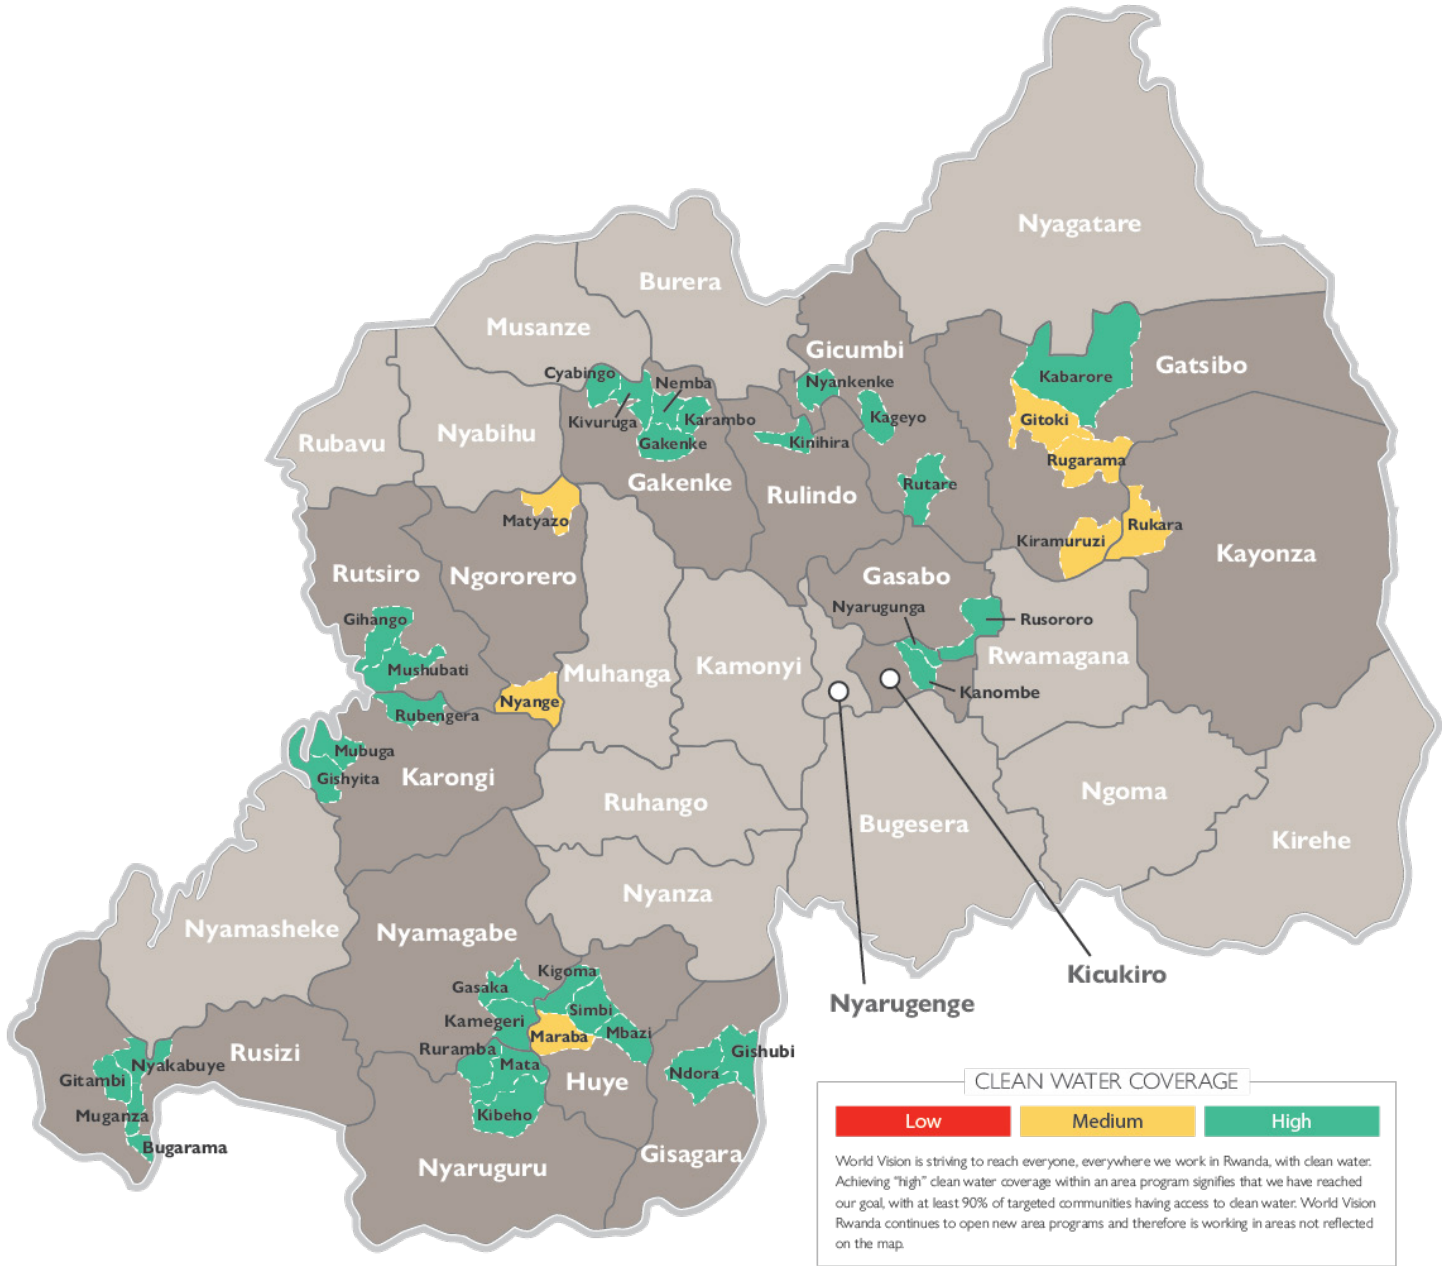 Nyagatare
Burera
Musanze
Gicumbi
Gatsibo
Cyabingo
Nemba
Nyankenke
Kabarore
Kivuruga
Karambo
Kageyo
Gitoki
Rubavu
Nyabihu
Gakenke
Kinihira
Rugarama
Gakenke
Rulindo
Rutare
Matyazo
Rukara
Kiramuruzi
Kayonza
Rutsiro
Ngororero
Gasabo
Nyarugunga
Gihango
Rusororo
Mushubati
Muhanga
Kamonyi
Rwamagana
Kanombe
Nyange
Rubengera
Mubuga
Gishyita
Karongi
Ruhango
Ngoma
Bugesera
Kirehe
Nyanza
Nyamasheke
Nyamagabe
Kigoma
Kicukiro
Gasaka
Nyarugenge
Simbi
Kamegeri
Maraba
Mbazi
Ruramba
Gishubi
Rusizi
Nyakabuye
Mata
Ndora
Gitambi
Huye
Muganza
Kibeho
Bugarama
Nyaruguru
Gisagara
CLEAN WATER COVERAGE
Low
Medium
High
World Vision is striving to reach everyone, everywhere we work in Rwanda, with clean water.
Achieving “high” clean water coverage within an area program signifies that we have reached
our goal, with at least 90% of targeted communities having access to clean water. World Vision
Rwanda continues to open new area programs and therefore is working in areas not reflected
on the map.